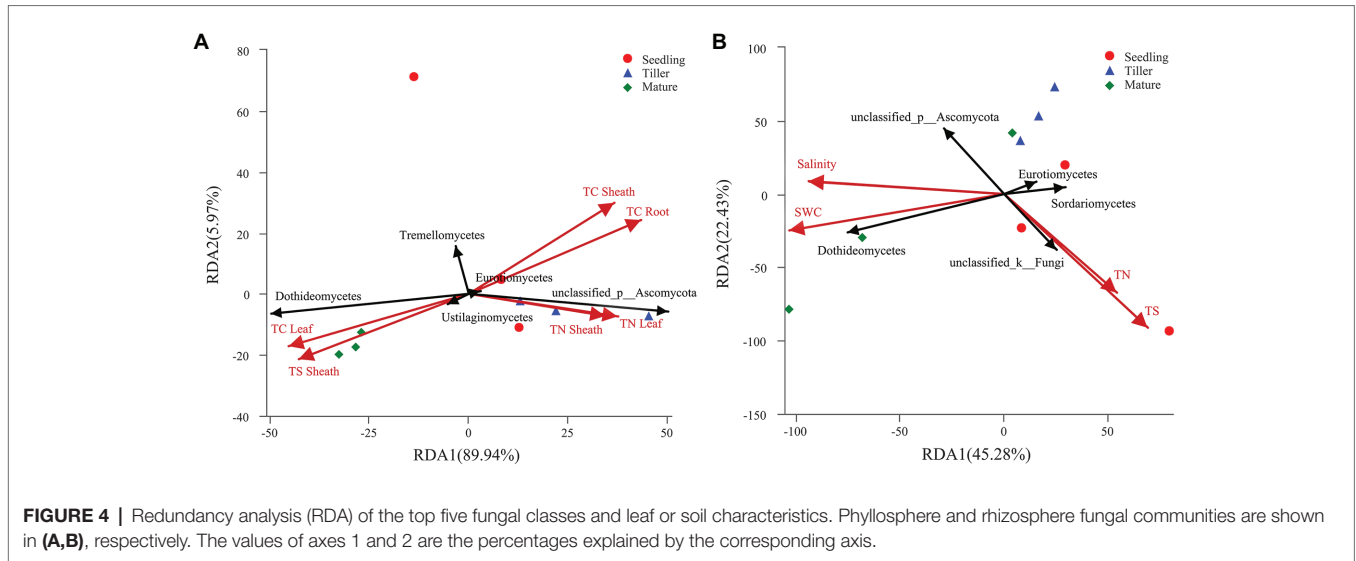 A
80
60
40
20
0
-20
-40
-50
-25
0
25
50
RDA2(5.97%)
RDA1(89.94%)
Seedling
Tiller
Mature
TC Sheath
TC Root
Tremellomycetes
Eurotiomycetes
Dothideomycetes
unclassified_p__Ascomycota
Ustilaginomycetes
TN Sheath
TN Leaf
TC Leaf
TS Sheath
B
100
50
0
-50
-100
-150
-100
-50
0
50
RDA2(22.43%)
RDA1(45.28%)
Seedling
Tiller
Mature
unclassified_p__Ascomycota
Salinity
Eurotiomycetes
Sordariomycetes
SWC
Dothideomycetes
unclassified_k__Fungi
TN
TS
FIGURE 4 | Redundancy analysis (RDA) of the top five fungal classes and leaf or soil characteristics. Phyllosphere and rhizosphere fungal communities are shown
in (A,B), respectively. The values of axes 1 and 2 are the percentages explained by the corresponding axis.